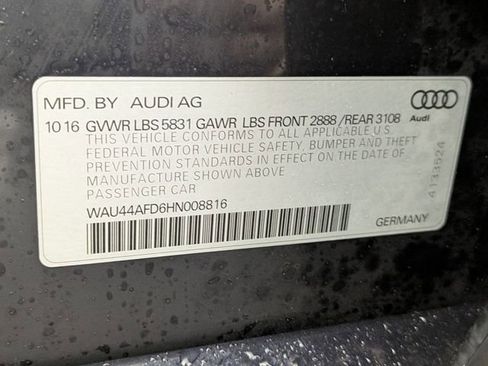 MFD. BY AUDI AG
10 16 GVWR LBS 5831 GAWR LBS FRONT 2888 / REAR 3108
THIS VEHICLE CONFORMS TO ALL APPLICABLE U.S
FEDERAL MOTOR VEHICLE SAFETY, BUMPER AND THEFT
PREVENTION STANDARDS IN EFFECT ON THE DATE OF
MANUFACTURE SHOWN ABOVE
PASSENGER CAR
WAU44AFD6HN008816
Audi
4133524
GERMANY